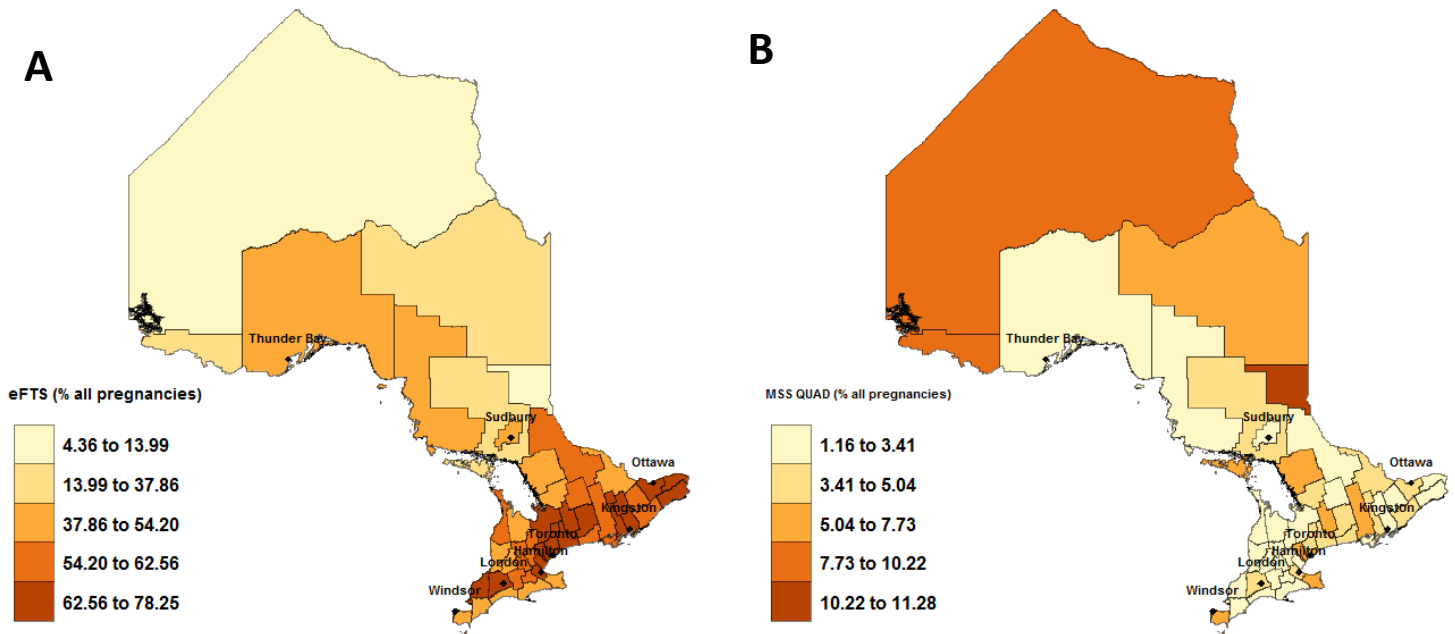 A
Thunder Bay
eFTS (% all pregnancies)
4.36 to 13.99
13.99 to 37.86
37.86 to 54.20
54.20 to 62.56
62.56 to 78.25
Sudbury
Ottawa
Kingston
Toronto
Hamilton
London
Windsor
B
Thunder Bay
MSS QUAD (% all pregnancies)
1.16 to 3.41
3.41 to 5.04
5.04 to 7.73
7.73 to 10.22
10.22 to 11.28
Sudbury
Ottawa
Kingston
Toronto
Hamilton
London
Windsor